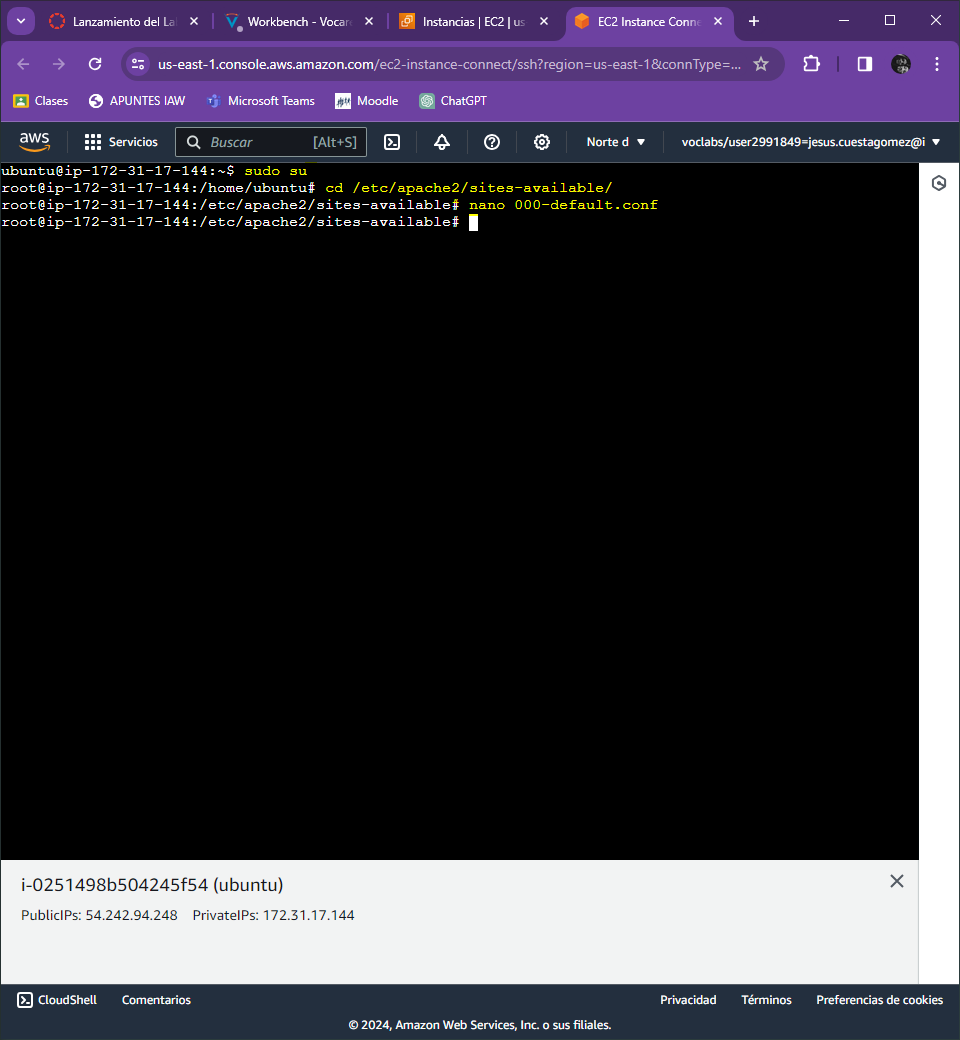 Lanzamiento del La
Workbench - Vocar
Instancias | EC2 | us
EC2 Instance Conne
us-east-1.console.aws.amazon.com/ec2-instance-connect/ssh?region=us-east-1&connType=...
Clases
APUNTES IAW
Microsoft Teams
Moodle
ChatGPT
aws
Servicios
Buscar
[Alt+S]
Norte d
voclabs/user2991849=jesus.cuestagomez@i
ubuntu@ip-172-31-17-144:~$ sudo su
root@ip-172-31-17-144:/home/ubuntu# cd /etc/apache2/sites-available/
root@ip-172-31-17-144:/etc/apache2/sites-available# nano 000-default.conf
root@ip-172-31-17-144:/etc/apache2/sites-available#
i-0251498b504245f54 (ubuntu)
PublicIPs: 54.242.94.248 PrivateIPs: 172.31.17.144
CloudShell
Comentarios
Privacidad
Términos
Preferencias de cookies
© 2024, Amazon Web Services, Inc. o sus filiales.